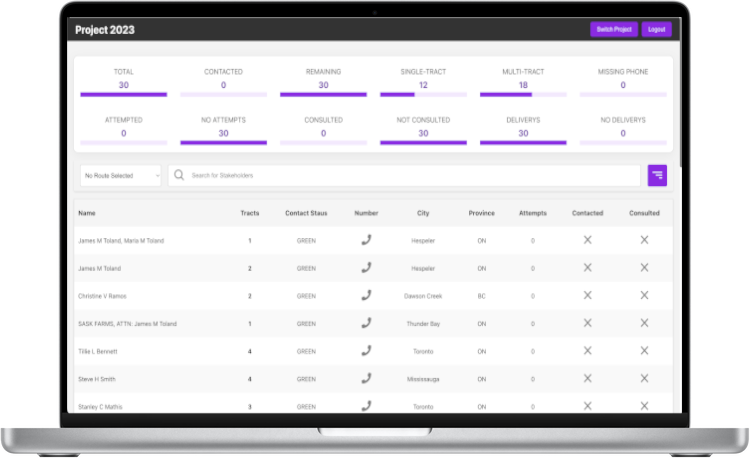 Project 2023 Switch Project Logout
TOTAL CONTACTED REMAINING SINGLE-TRACT MULTI-TRACT MISSING PHONE
30 0 30 12 18 0
ATTEMPTED NO ATTEMPTS CONSULTED NOT CONSULTED DELIVERYS NO DELIVERYS
0 30 0 30 30 0
No Route Selected Search for Stakeholders
Name Tracts Contact Staus Number City Province Attempts Contacted Consulted
James M Toland, Maria M Toland 1 GREEN Hespeler ON 0
James M Toland 2 GREEN Hespeler ON 0
Christine V Ramos 2 GREEN Dawson Creek BC 0
SASK FARMS, ATTN: James M Toland 1 GREEN Thunder Bay ON 0
Tillie L Bennett 4 GREEN Toronto ON 0
Steve H Smith 4 GREEN Mississauga ON 0
Stanley C Mathis 3 GREEN Toronto ON 0